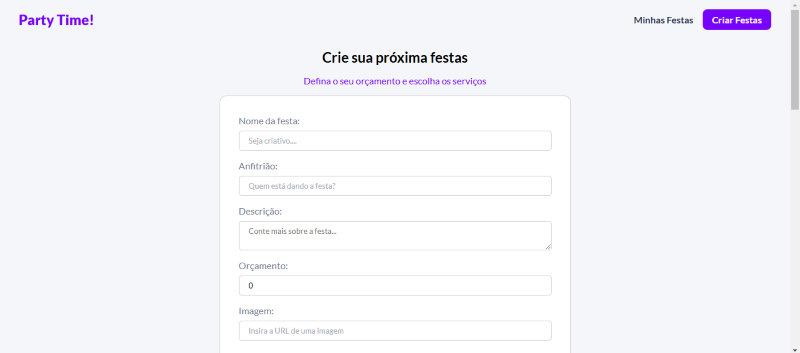 Party Time!
Minhas Festas
Criar Festas
Crie sua próxima festas
Defina o seu orçamento e escolha os serviços
Nome da festa:
Seja criativo....
Anfitrião:
Quem está dando a festa?
Descrição:
Conte mais sobre a festa...
Orçamento:
0
Imagem:
Insira a URL de uma imagem